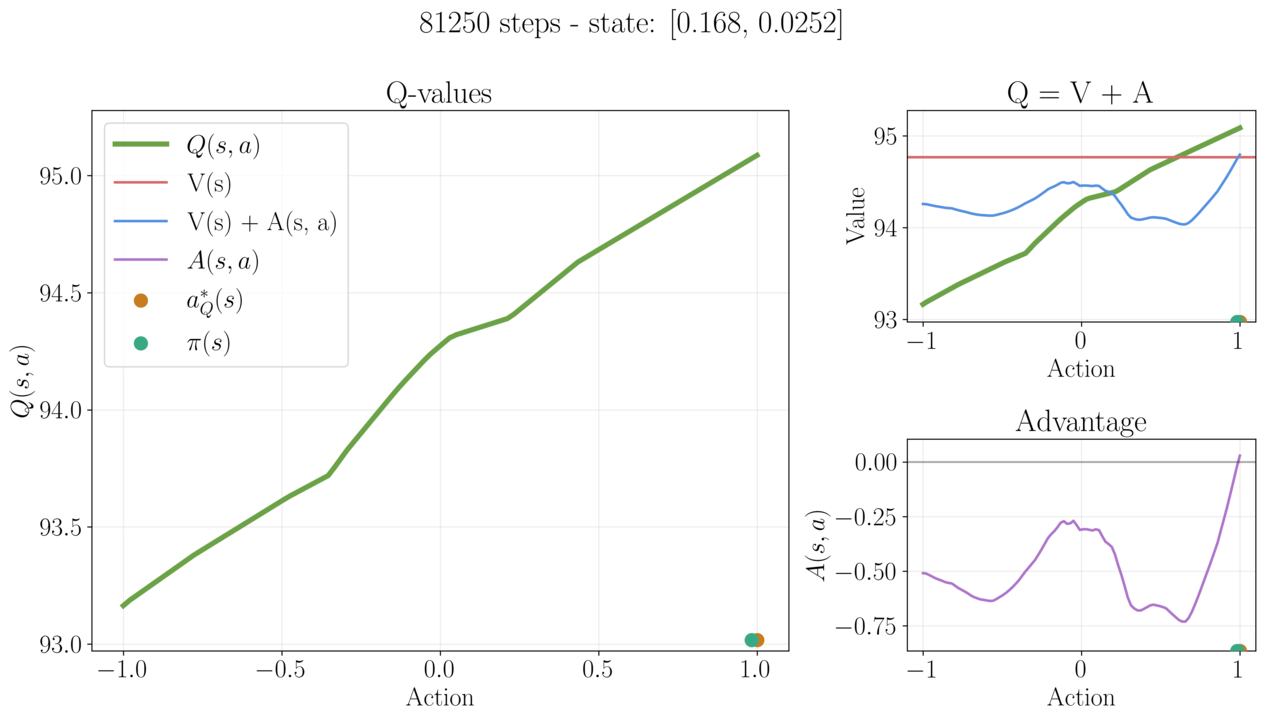 81250 steps - state: [0.168, 0.0252]
Q-values
Q(s, a)
95.0
94.5
94.0
93.5
93.0
−1.0
−0.5
0.0
0.5
1.0
Action
Q(s, a)
V(s)
V(s) + A(s, a)
A(s, a)
a*Q(s)
π(s)
Q = V + A
Value
95
94
93
−1
0
1
Action
Advantage
A(s, a)
0.00
−0.25
−0.50
−0.75
−1
0
1
Action